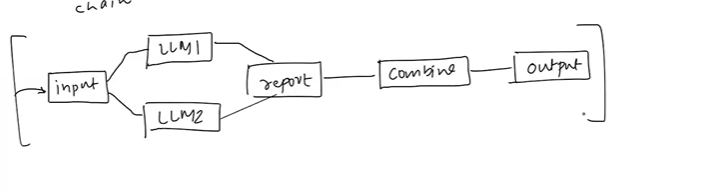 chain
LLM1
input
report
combine
output
LLM2